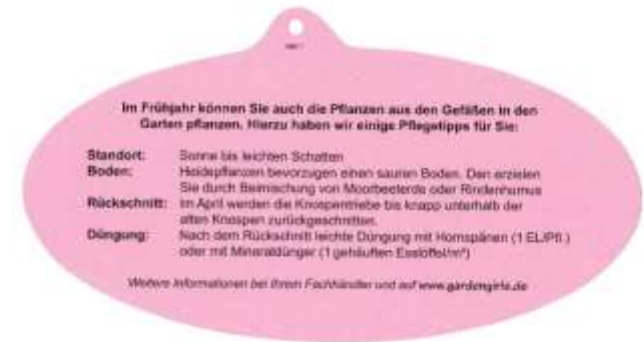 Im Frühjahr können Sie auch die Pflanzen aus den Gefäßen in den
Garten pflanzen. Hierzu haben wir einige Pflegetipps für Sie:
Standort: Sonne bis leichten Schatten
Boden: Heidepflanzen bevorzugen einen sauren Boden. Den erzielen
Sie durch Beimischung von Moorbeeterde oder Rindenhumus
Rückschnitt: Im April werden die Knospentriebe bis knapp unterhalb der
alten Knospen zurückgeschnitten.
Düngung: Nach dem Rückschnitt leichte Düngung mit Hornspänen (1 EL/Pfl.)
oder mit Mineraldünger (1 gehäuften Esslöffel/m²)
Weitere Informationen bei Ihrem Fachhändler und auf www.gardengirls.de